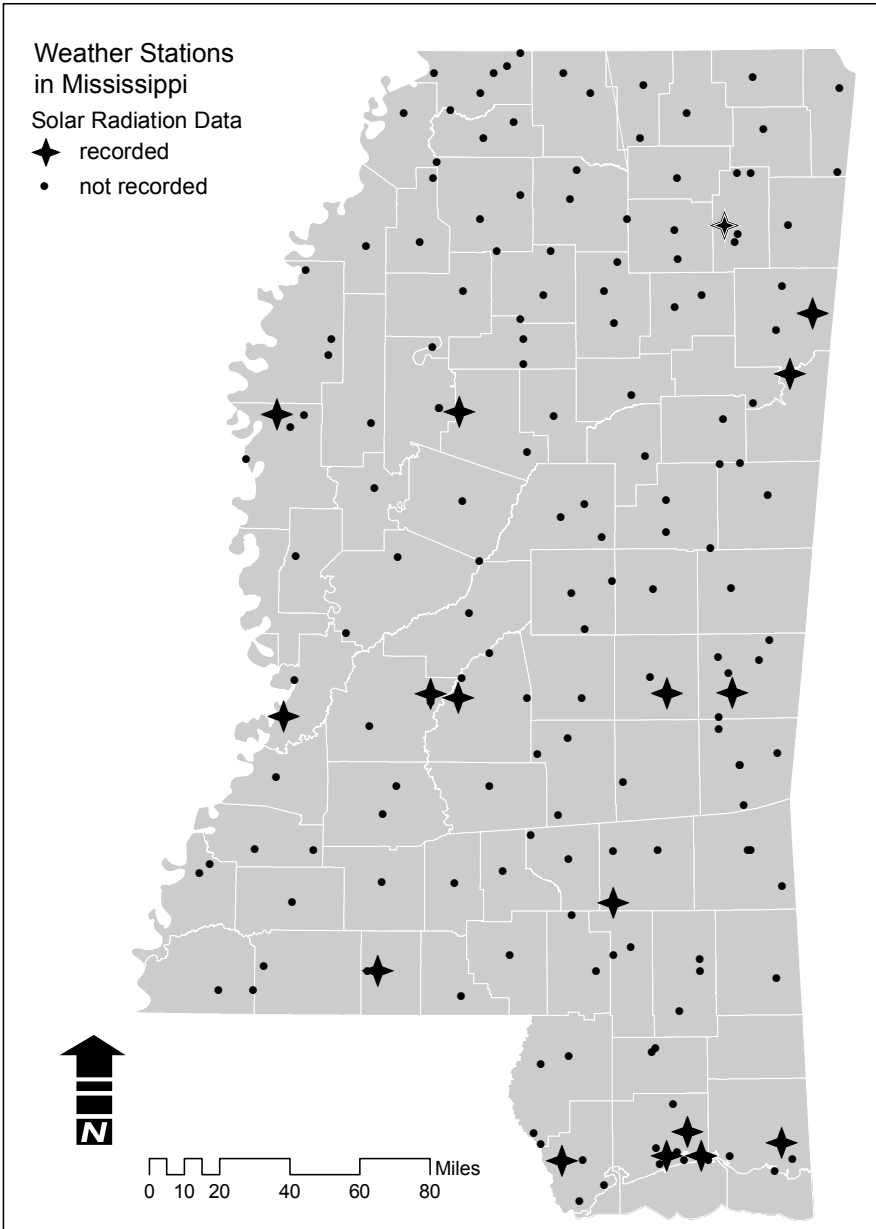 Weather Stations
in Mississippi
Solar Radiation Data
recorded
not recorded
N
Miles
0 10 20 40 60 80